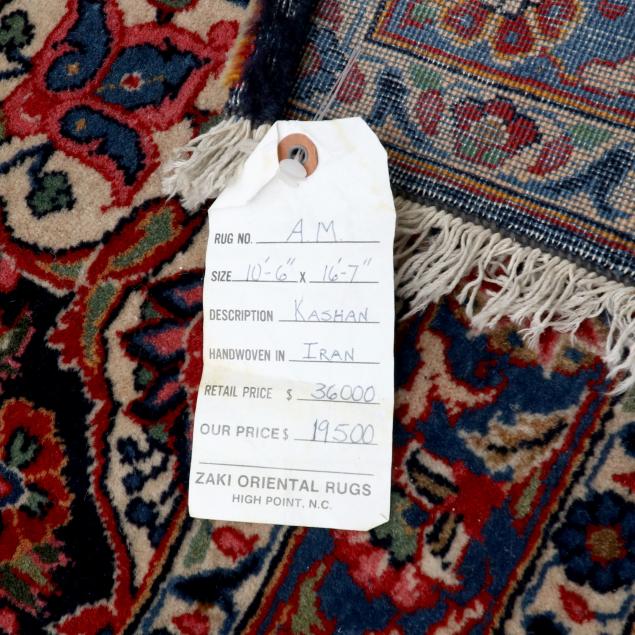 RUG NO. A.M.
SIZE 10'-6" X 16'-7"
DESCRIPTION KASHAN
HANDWOVEN IN IRAN
RETAIL PRICE $ 36000
OUR PRICE $ 19500
ZAKI ORIENTAL RUGS
HIGH POINT, N.C.